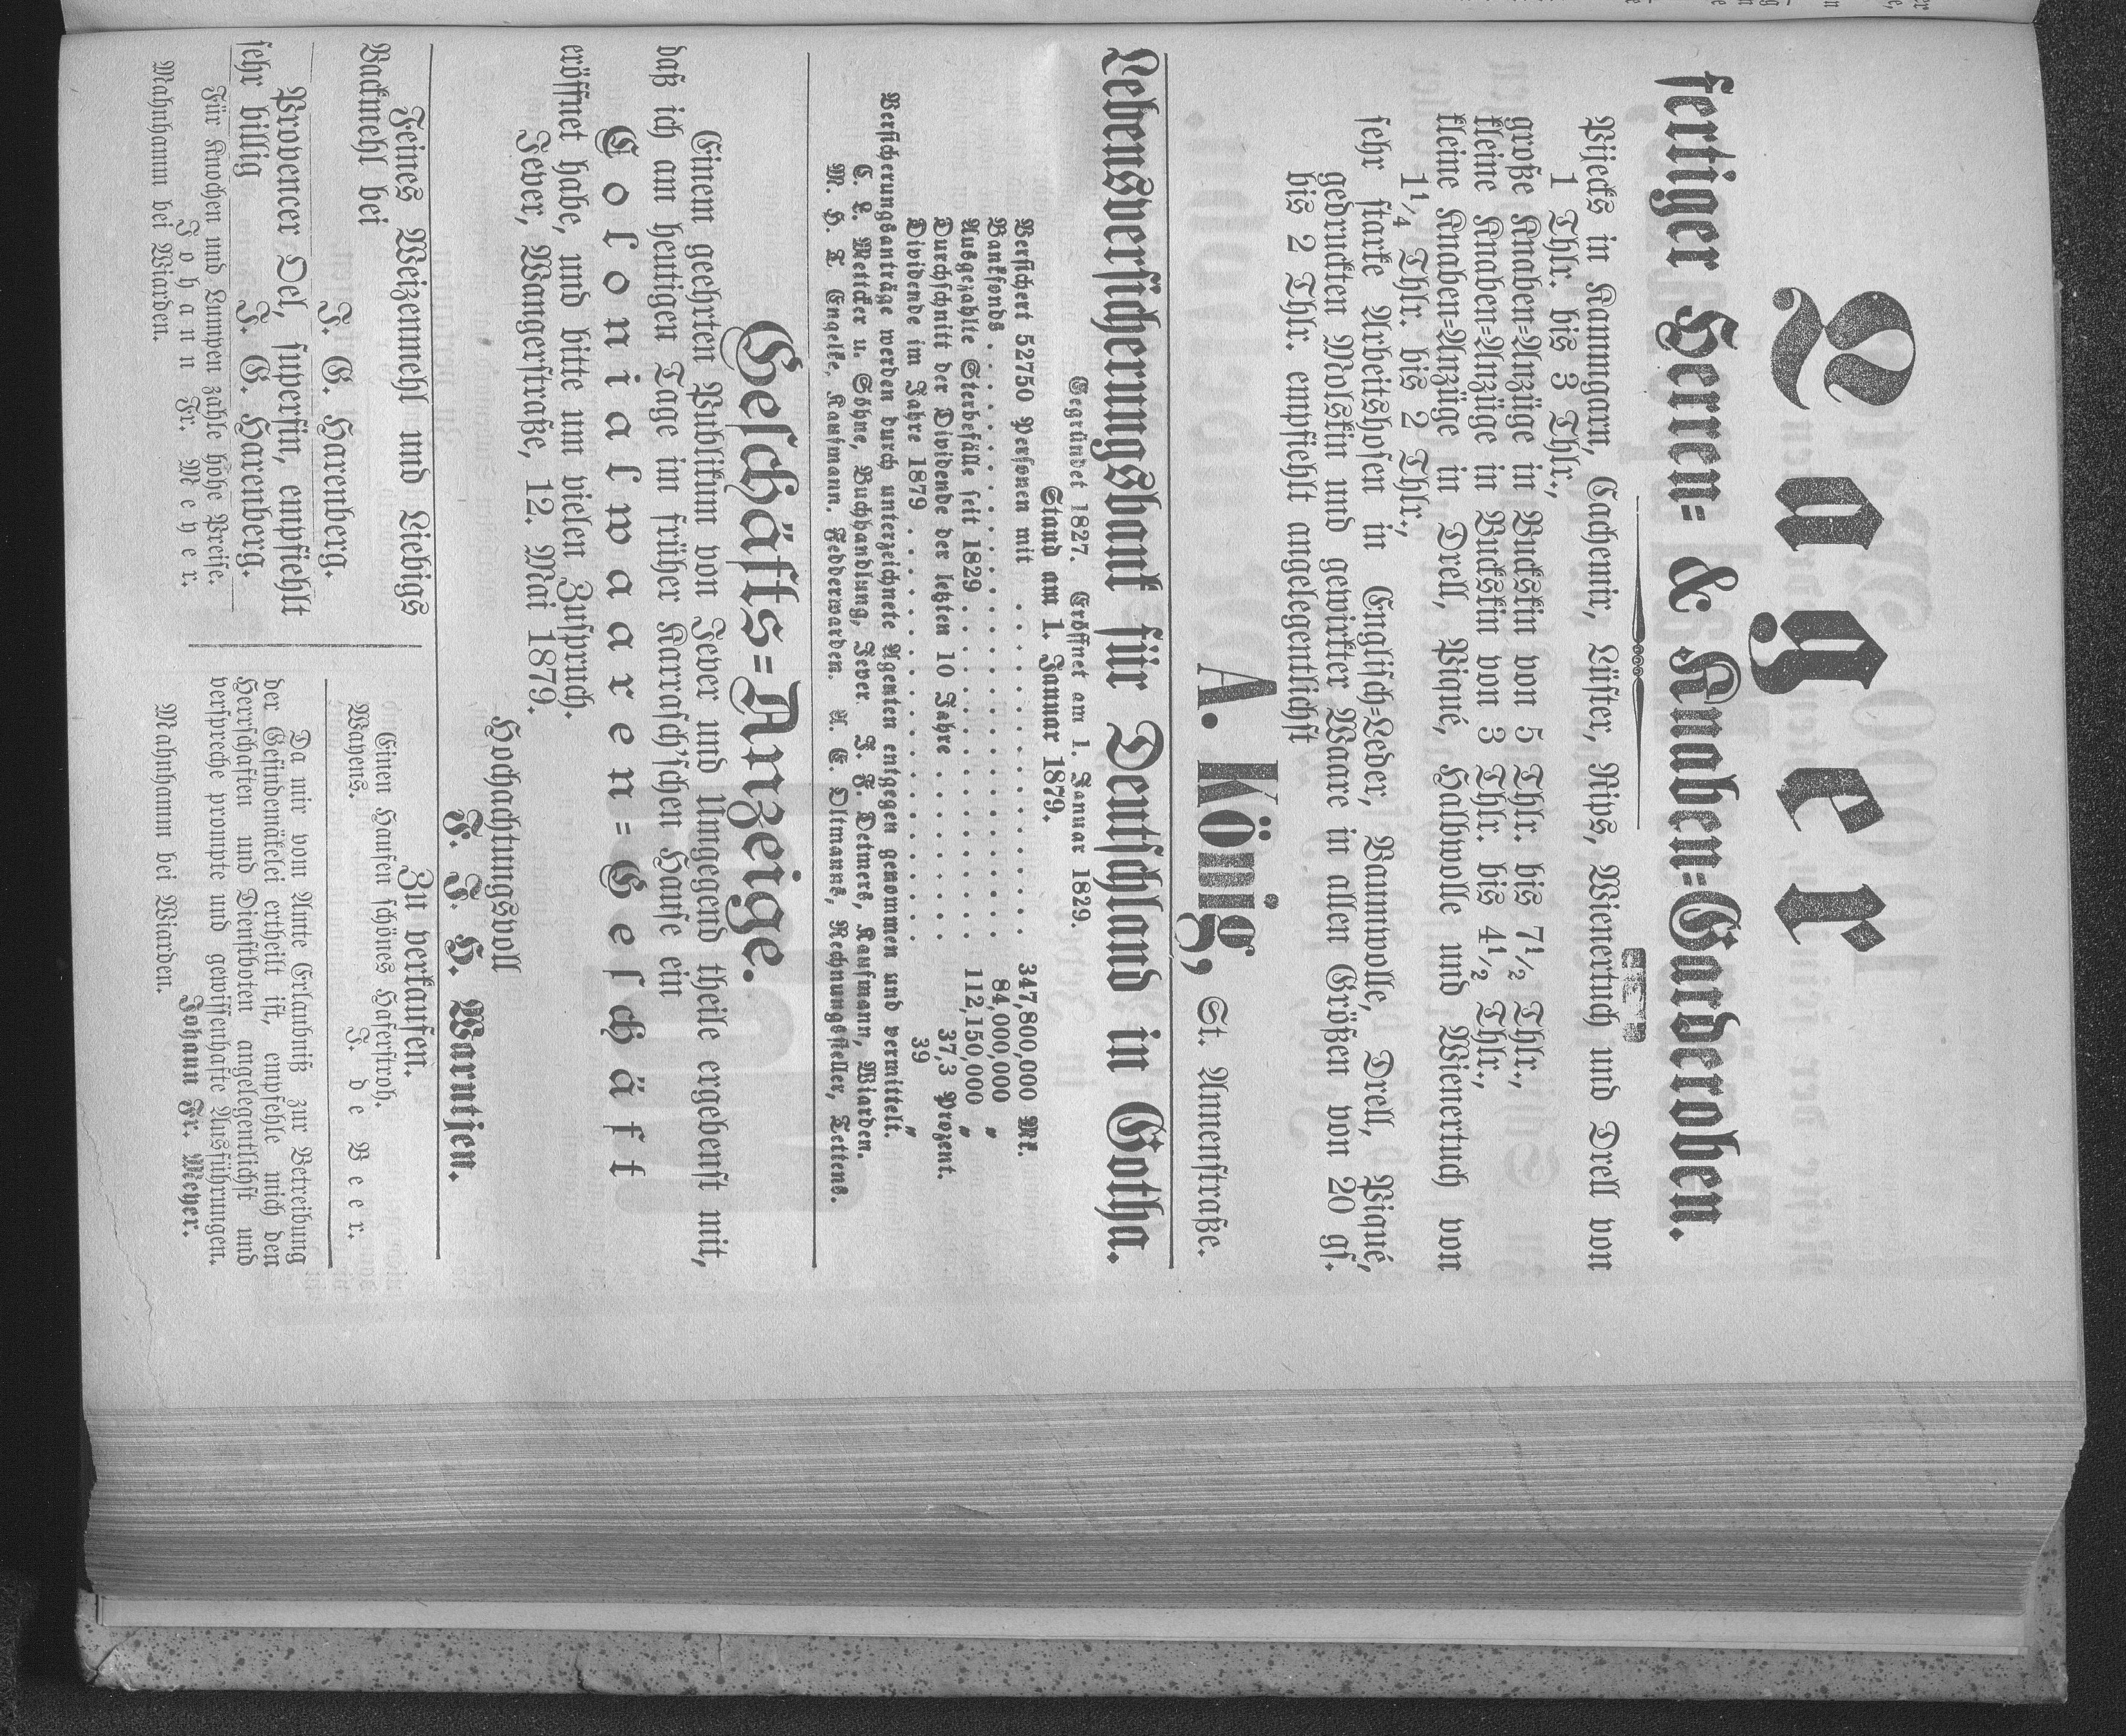 Lager
fertiger Herren= & Knaben=Garderoben.
Pijecks in Kammgarn, Cachemir, Lüster, Rips, Wienertuch und Drell von
1 Thlr. bis 3 Thlr.,
große Knaben=Anzüge in Buckskin von 5 Thlr. bis 7½ Thlr.,
kleine Knaben=Anzüge in Buckskin von 3 Thlr. bis 4½ Thlr.,
kleine Knaben=Anzüge in Drell, Piqué, Halbwolle und Wienertuch von
1¼ Thlr. bis 2 Thlr.,
sehr starke Arbeitshosen in Englisch=Leder, Baumwolle, Drell, Piqué,
gedruckten Molskin und gewirkter Waare in allen Größen von 20 gf.
bis 2 Thlr. empfiehlt angelegentlichst
A. König, St. Annenstraße.
Lebensversicherungsbank für Deutschland in Gotha.
Gegründet 1827. Eröffnet am 1. Januar 1829.
Stand am 1. Januar 1879.
Versichert 52750 Personen mit . . . . . . . . . . 347,800,000 Mk.
Bankfonds . . . . . . . . . . . . . . . . 84,000,000 „
Ausgezahlte Sterbefälle seit 1829 . . . . . . . . . . 112,150,000 „
Durchschnitt der Dividende der letzten 10 Jahre . . . . . . . 37,3 Prozent.
Dividende im Jahre 1879 . . . . . . . . . . . . 39 „
Versicherungsanträge werden durch unterzeichnete Agenten entgegen genommen und vermittelt.
C. L. Metcker u. Söhne, Buchhandlung, Jever. J. F. Detmers, Kaufmann, Wiarden.
M. H. T Engelk, Kaufmann, Fedderwarden. A. C. Oltmanns, Rechnungssteller, Tettens.
Geschäfts=Anzeige.
Einem geehrten Publikum von Jever und Umgegend theile ergebenst mit,
daß ich am heutigen Tage im früher Karrasch'schen Hause ein
Colonialwaaren=Geschäft
eröffnet habe, und bitte um vielen Zuspruch.
Jever, Wangerstraße, 12. Mai 1879.
Hochachtungsvoll
F. J. H. Warntjen.
Feines Weizenmehl und Liebigs
Backmehl bei
J. C. Harenberg.
Provencer Oel, superfin, empfiehlt
sehr billig J. C. Harenberg.
Für Knochen und Lumpen zahle hohe Preise.
Johann Fr. Meyer.
Mahnhamm bei Wiarden.
Zu verkaufen.
Einen Haufen schönes Haferstroh.
Wayens. J. de Beer.
Da mir vom Amte Erlaubniß zur Betreibung
der Gesindemäkelei ertheilt ist, empfehle mich den
Herrschaften und Dienstboten angelegentlichst und
verspreche prompte und gewissenhafte Ausführungen.
Johann Fr. Meyer.
Mahnhamm bei Wiarden.